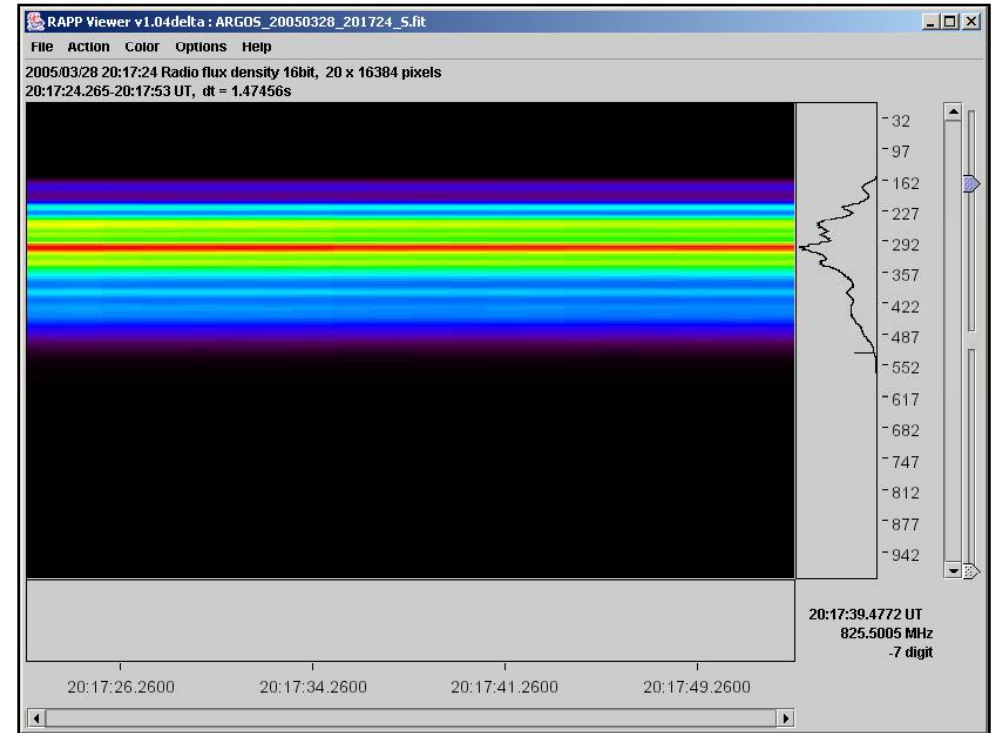 RAPP Viewer v1.04delta : ARGOS_20050328_201724_5.fit
File Action Color Options Help
2005/03/28 20:17:24 Radio flux density 16bit, 20 x 16384 pixels
20:17:24.265-20:17:53 UT, dt = 1.47456s
32
97
162
227
292
357
422
487
552
617
682
747
812
877
942
20:17:39.4772 UT
825.5005 MHz
-7 digit
20:17:26.2600 20:17:34.2600 20:17:41.2600 20:17:49.2600